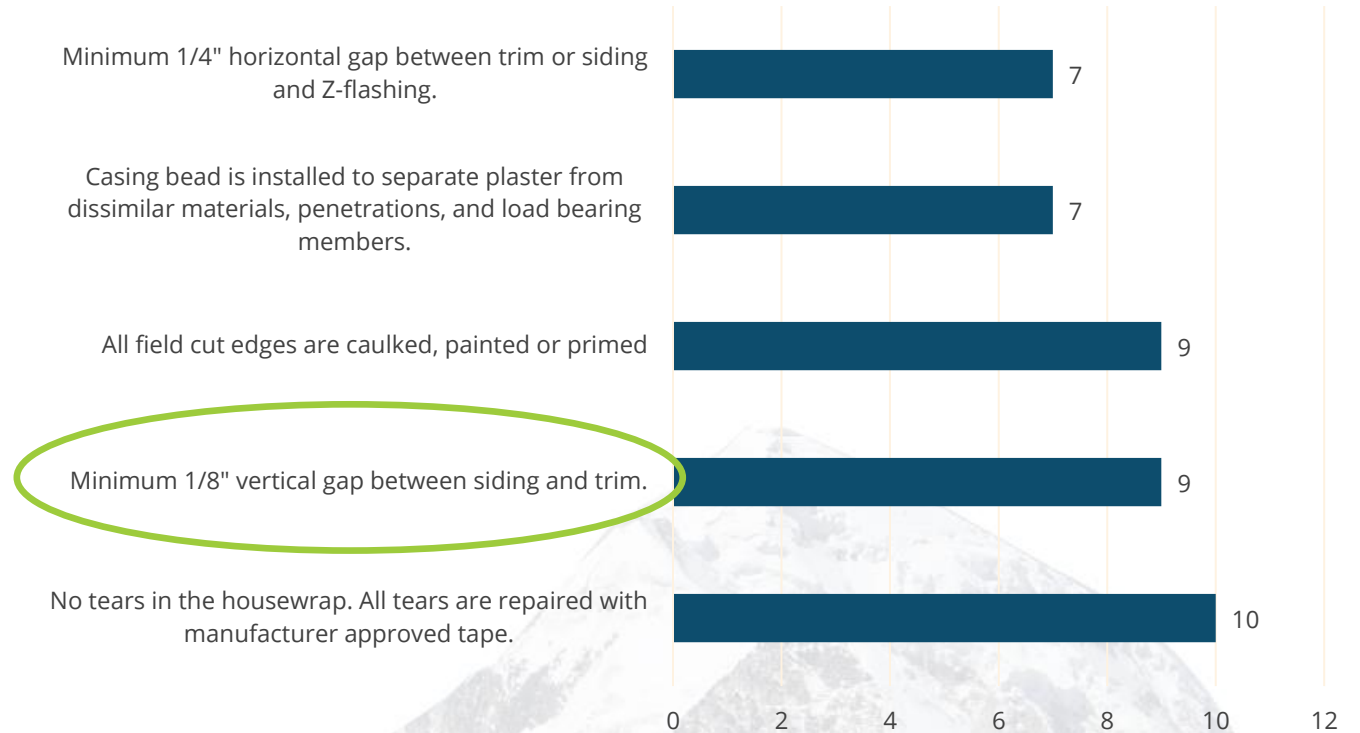 Minimum 1/4" horizontal gap between trim or siding
and Z-flashing.
7
Casing bead is installed to separate plaster from
dissimilar materials, penetrations, and load bearing
members.
7
All field cut edges are caulked, painted or primed
9
Minimum 1/8" vertical gap between siding and trim.
9
No tears in the housewrap. All tears are repaired with
manufacturer approved tape.
10
0 2 4 6 8 10 12